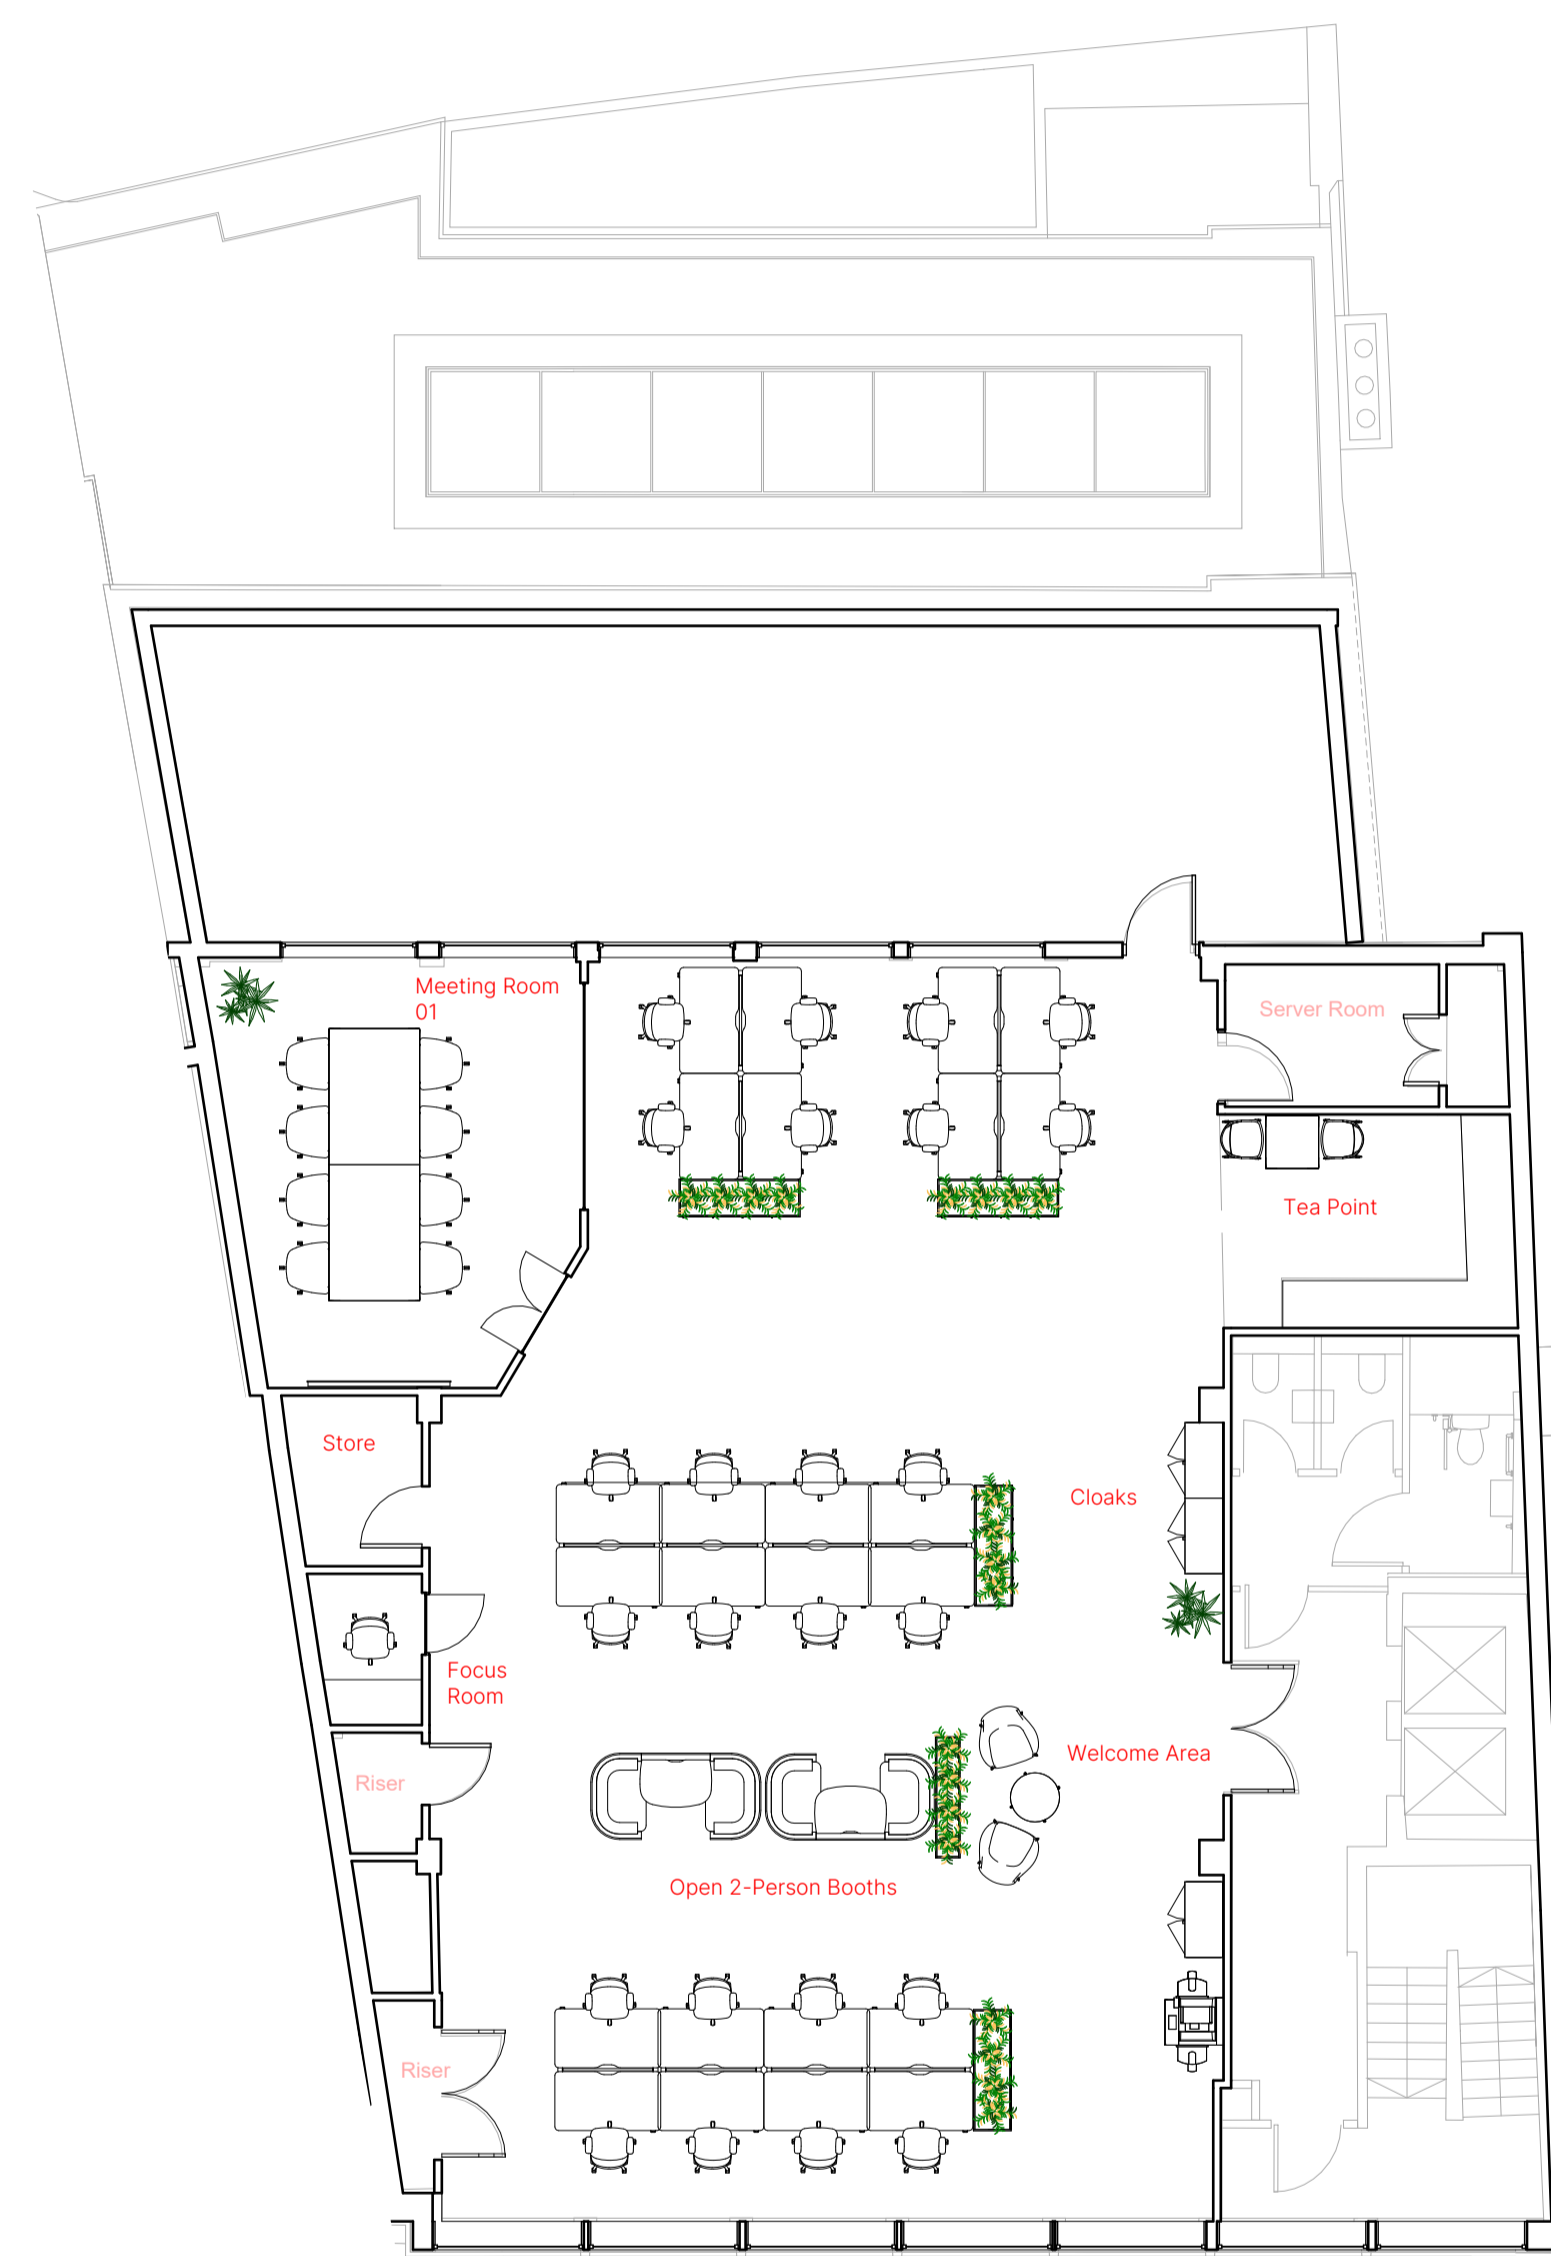 Meeting Room
01
Server Room
Tea Point
Store
Cloaks
Focus
Room
Welcome Area
Riser
Open 2-Person Booths
Riser